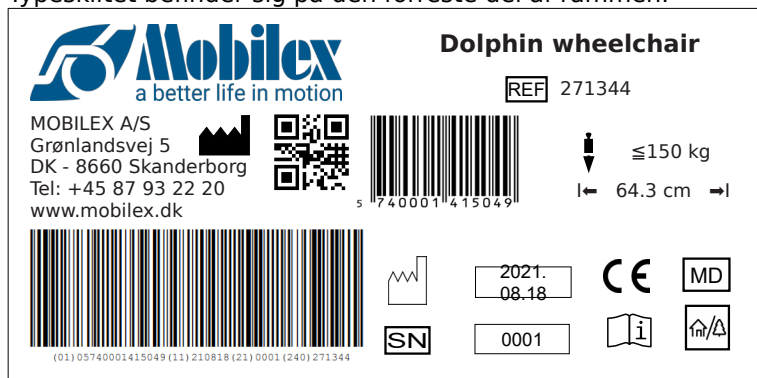 Typeskiltet befinder sig på den forreste del af rammen.
Mobilex
a better life in motion
Dolphin wheelchair
REF 271344
MOBILEX A/S
Grønlandsvej 5
DK - 8660 Skanderborg
Tel: +45 87 93 22 20
www.mobilex.dk
5 740001 415049
≦150 kg
64.3 cm
2021.
08.18
CE
MD
SN
0001
i
(01)05740001415049(11)210818(21)0001(240)271344